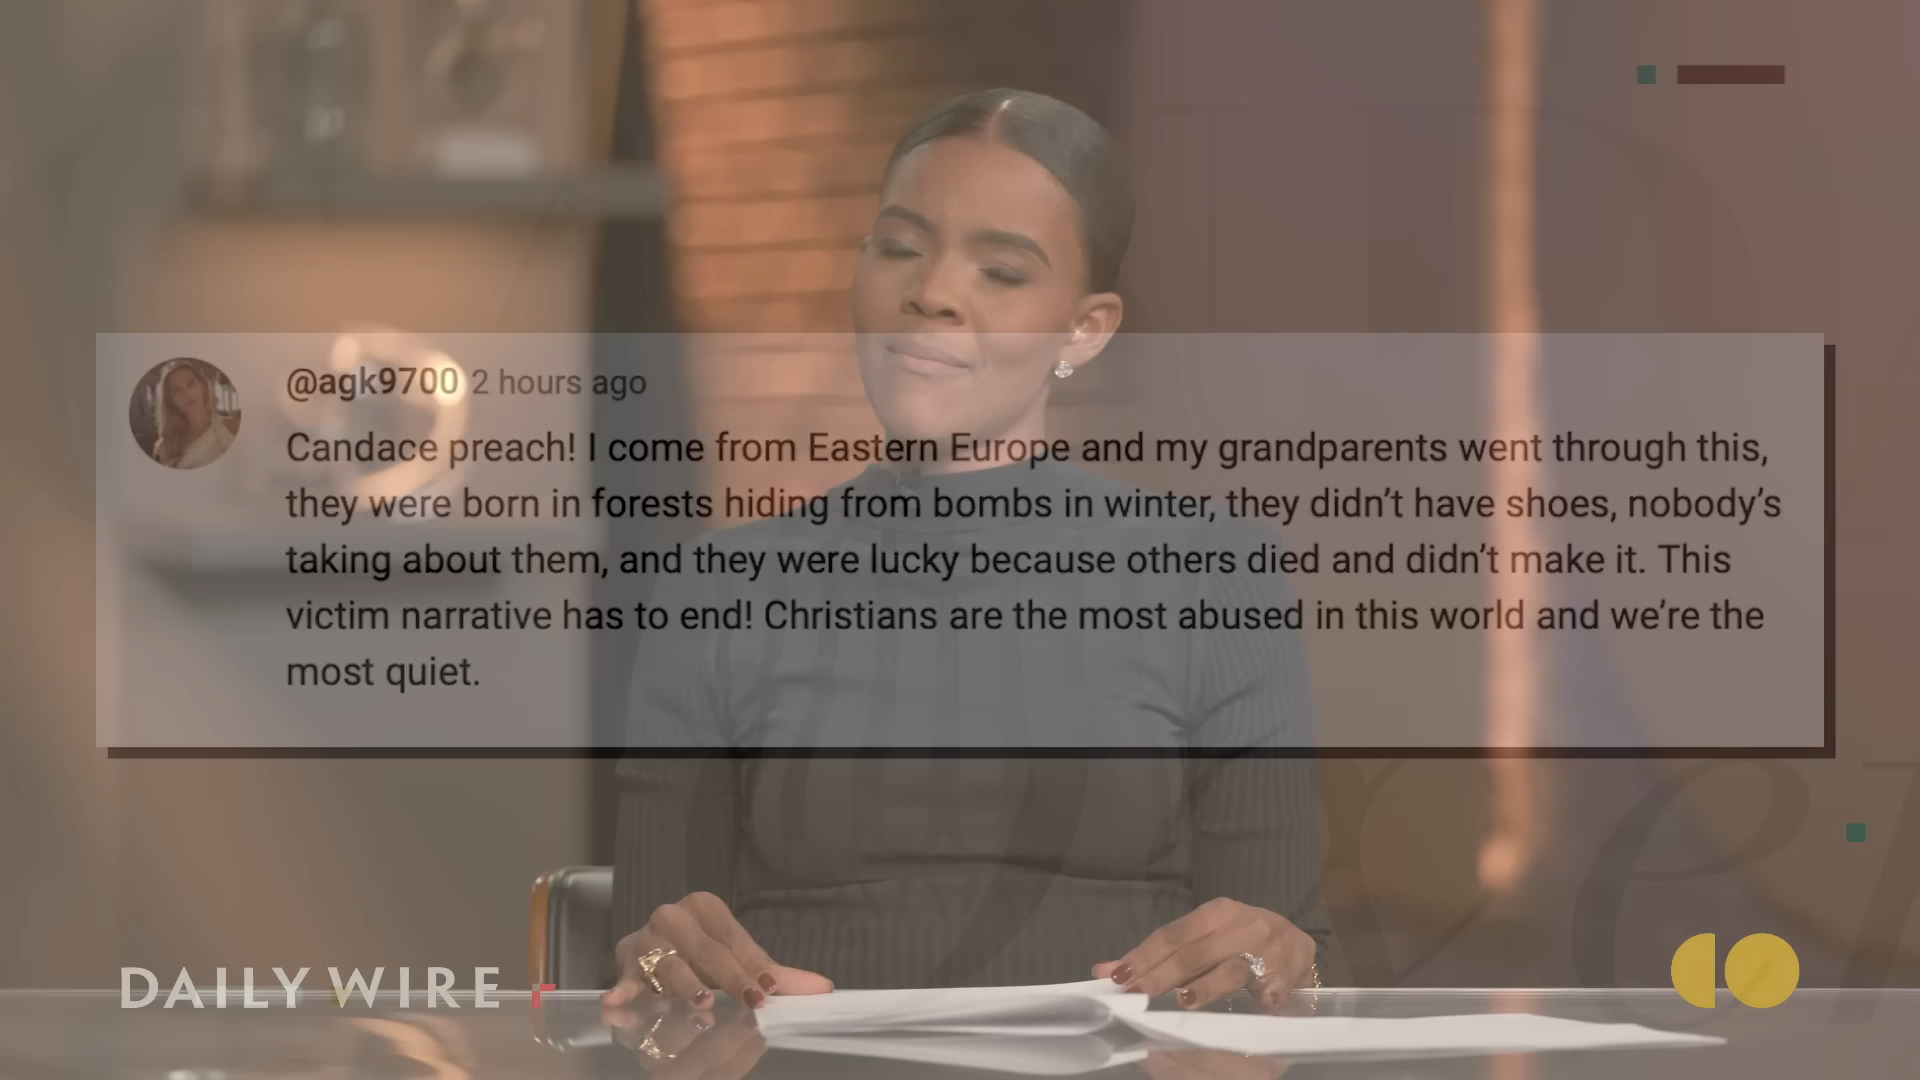 @agk9700 2 hours ago
Candace preach! I come from Eastern Europe and my grandparents went through this,
they were born in forests hiding from bombs in winter, they didn't have shoes, nobody's
taking about them, and they were lucky because others died and didn't make it. This
victim narrative has to end! Christians are the most abused in this world and we're the
most quiet.
DAILY WIRE